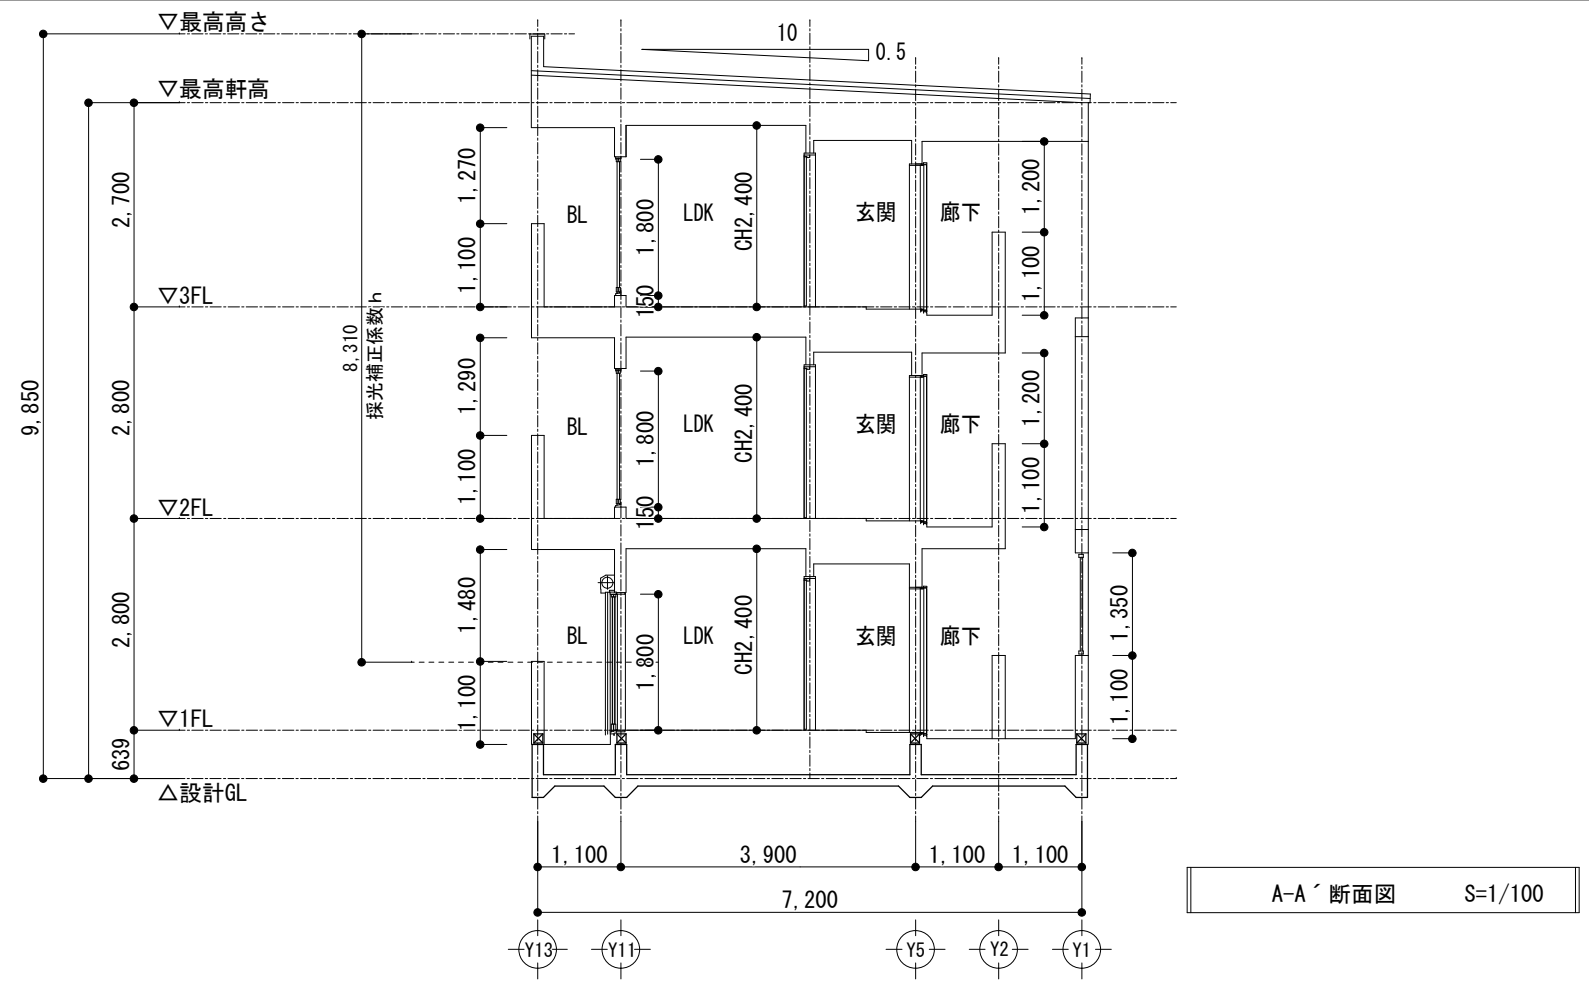 ▽最高高さ
10
0.5
▽最高軒高
2,700
1,270
1,100
BL
1,800
150
LDK
CH2,400
玄関
廊下
1,200
1,100
▽3FL
8,310
採光補正係数h
9,850
2,800
1,290
1,100
BL
1,800
150
LDK
CH2,400
玄関
廊下
1,200
1,100
▽2FL
2,800
1,480
1,100
BL
1,800
LDK
CH2,400
玄関
廊下
1,350
1,100
▽1FL
639
△設計GL
1,100
3,900
1,100
1,100
7,200
Y13
Y11
Y5
Y2
Y1
A-A´断面図 S=1/100